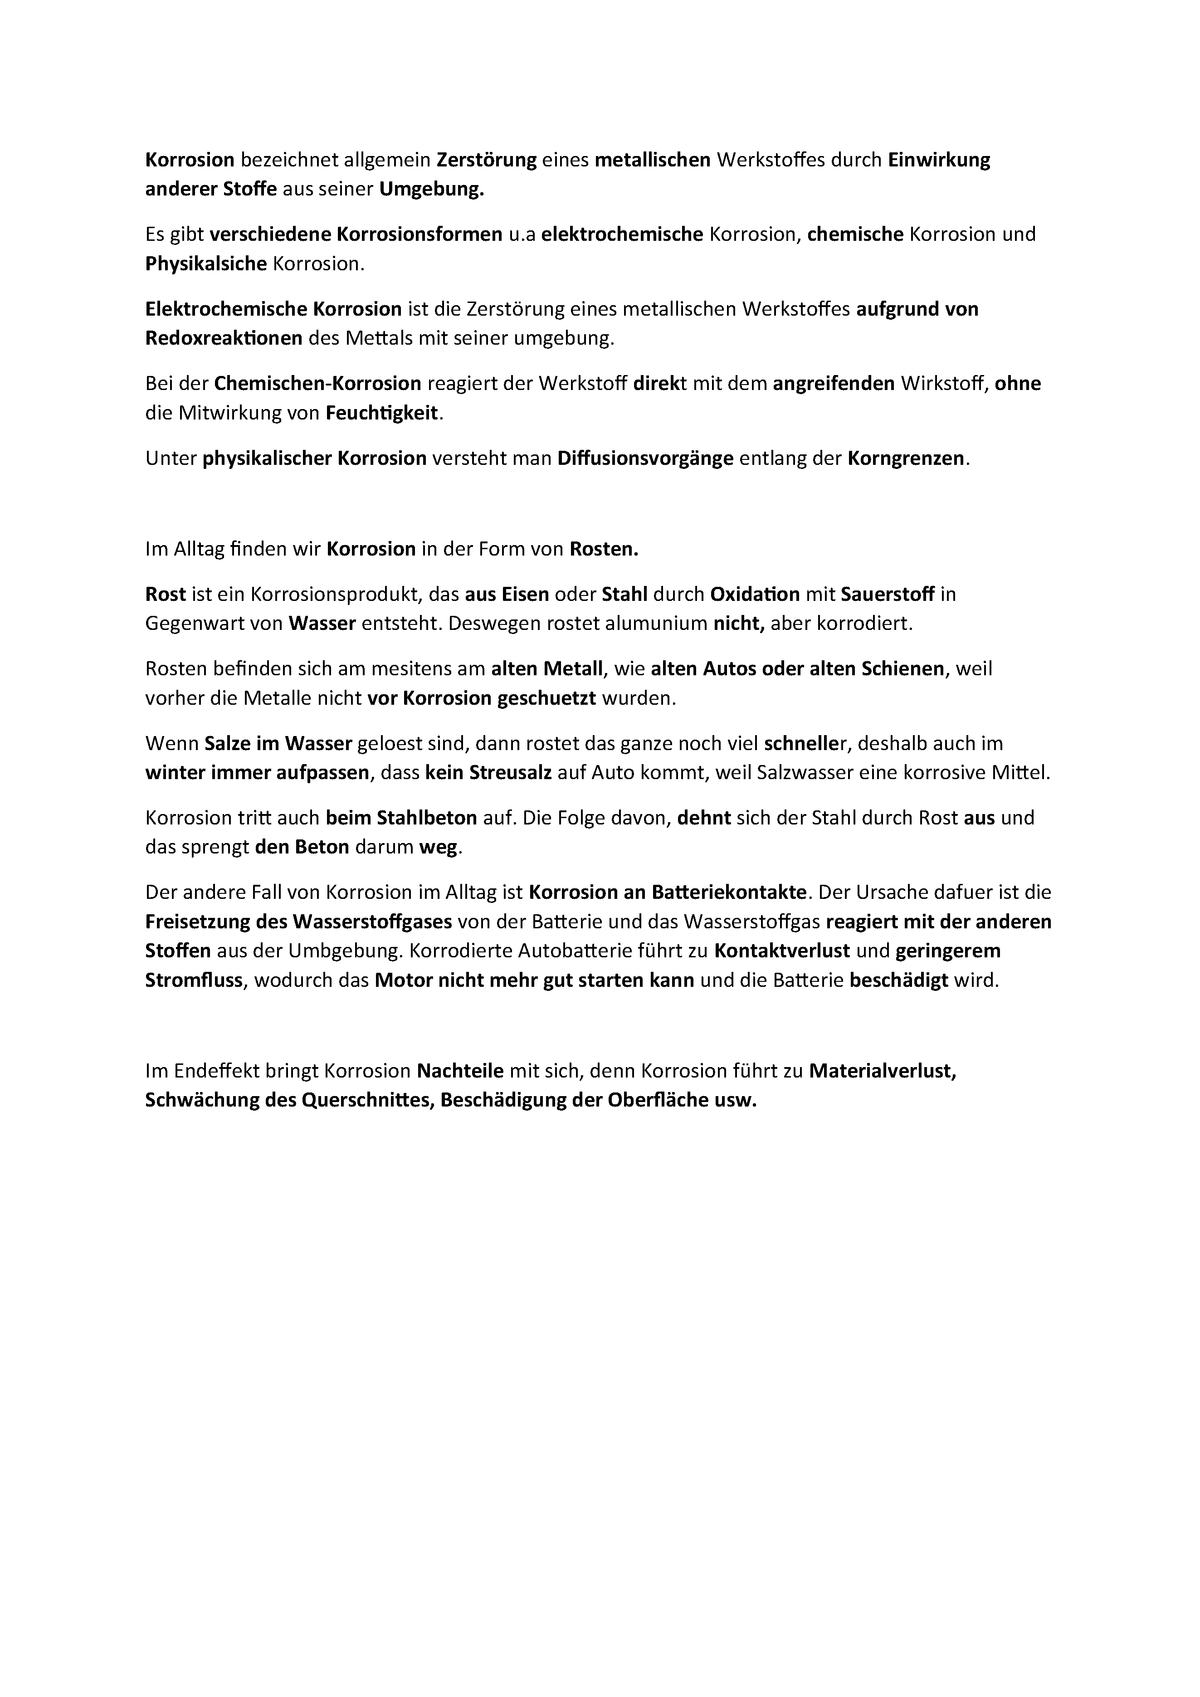 Korrosion bezeichnet allgemein Zerstörung eines metallischen Werkstoffes durch Einwirkung
anderer Stoffe aus seiner Umgebung.
Es gibt verschiedene Korrosionsformen u.a elektrochemische Korrosion, chemische Korrosion und
Physikalsiche Korrosion.
Elektrochemische Korrosion ist die Zerstörung eines metallischen Werkstoffes aufgrund von
Redoxreaktionen des Mettals mit seiner umgebung.
Bei der Chemischen-Korrosion reagiert der Werkstoff direkt mit dem angreifenden Wirkstoff, ohne
die Mitwirkung von Feuchtigkeit.
Unter physikalischer Korrosion versteht man Diffusionsvorgänge entlang der Korngrenzen.
Im Alltag finden wir Korrosion in der Form von Rosten.
Rost ist ein Korrosionsprodukt, das aus Eisen oder Stahl durch Oxidation mit Sauerstoff in
Gegenwart von Wasser entsteht. Deswegen rostet alumunium nicht, aber korrodiert.
Rosten befinden sich am mesitens am alten Metall, wie alten Autos oder alten Schienen, weil
vorher die Metalle nicht vor Korrosion geschuetzt wurden.
Wenn Salze im Wasser geloest sind, dann rostet das ganze noch viel schneller, deshalb auch im
winter immer aufpassen, dass kein Streusalz auf Auto kommt, weil Salzwasser eine korrosive Mittel.
Korrosion tritt auch beim Stahlbeton auf. Die Folge davon, dehnt sich der Stahl durch Rost aus und
das sprengt den Beton darum weg.
Der andere Fall von Korrosion im Alltag ist Korrosion an Batteriekontakte. Der Ursache dafuer ist die
Freisetzung des Wasserstoffgases von der Batterie und das Wasserstoffgas reagiert mit der anderen
Stoffen aus der Umbgebung. Korrodierte Autobatterie führt zu Kontaktverlust und geringerem
Stromfluss, wodurch das Motor nicht mehr gut starten kann und die Batterie beschädigt wird.
Im Endeffekt bringt Korrosion Nachteile mit sich, denn Korrosion führt zu Materialverlust,
Schwächung des Querschnittes, Beschädigung der Oberfläche usw.